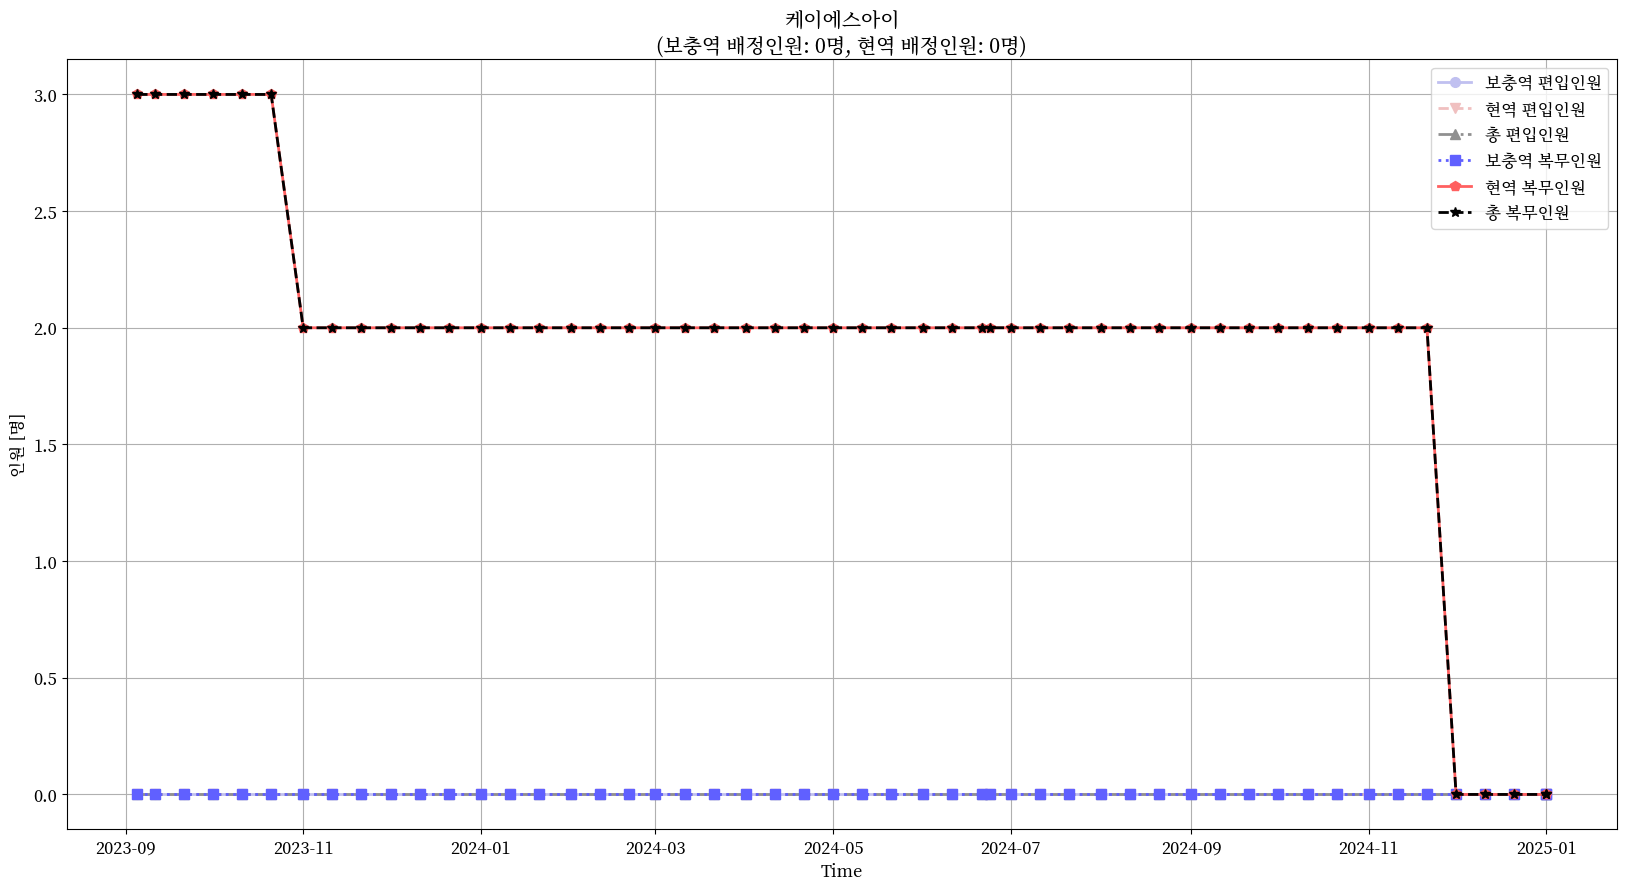 케이에스아이
(보충역 배정인원: 0명, 현역 배정인원: 0명)
3.0
2.5
2.0
1.5
1.0
0.5
0.0
인원 [명]
보충역 편입인원
현역 편입인원
총 편입인원
보충역 복무인원
현역 복무인원
총 복무인원
2023-09
2023-11
2024-01
2024-03
2024-05
2024-07
2024-09
2024-11
2025-01
Time